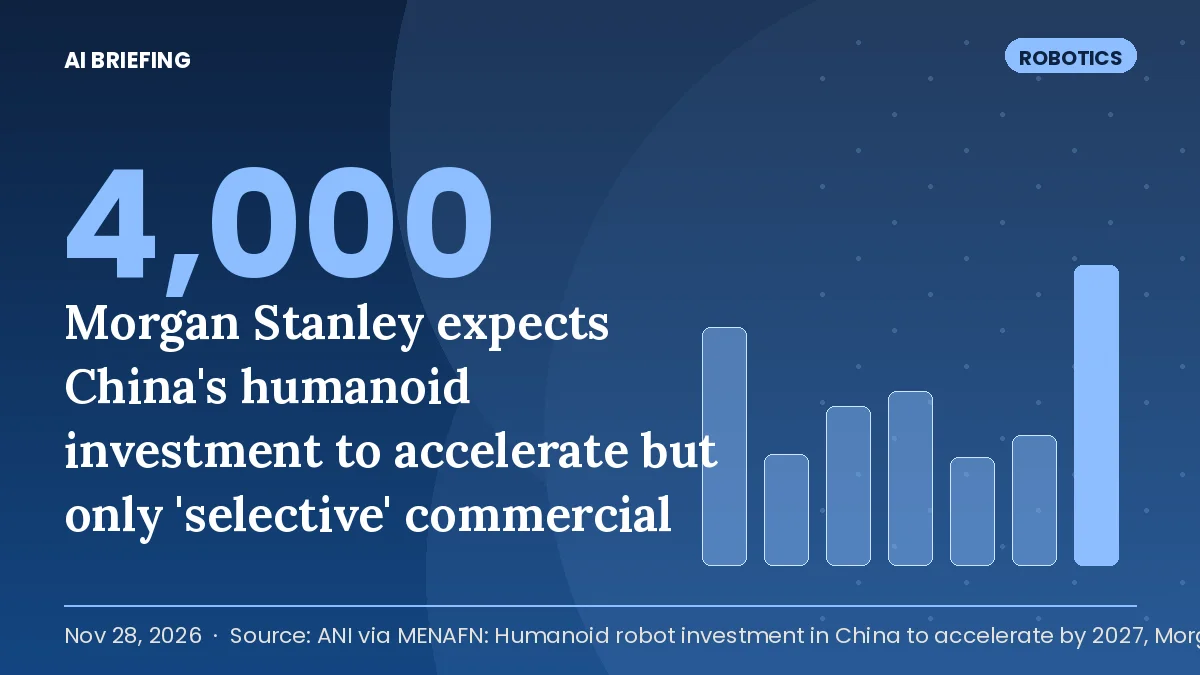 AI BRIEFING
ROBOTICS
4,000
Morgan Stanley expects
China's humanoid
investment to accelerate but
only 'selective' commercial
Nov 28, 2026 · Source: ANI via MENAFN: Humanoid robot investment in China to accelerate by 2027,